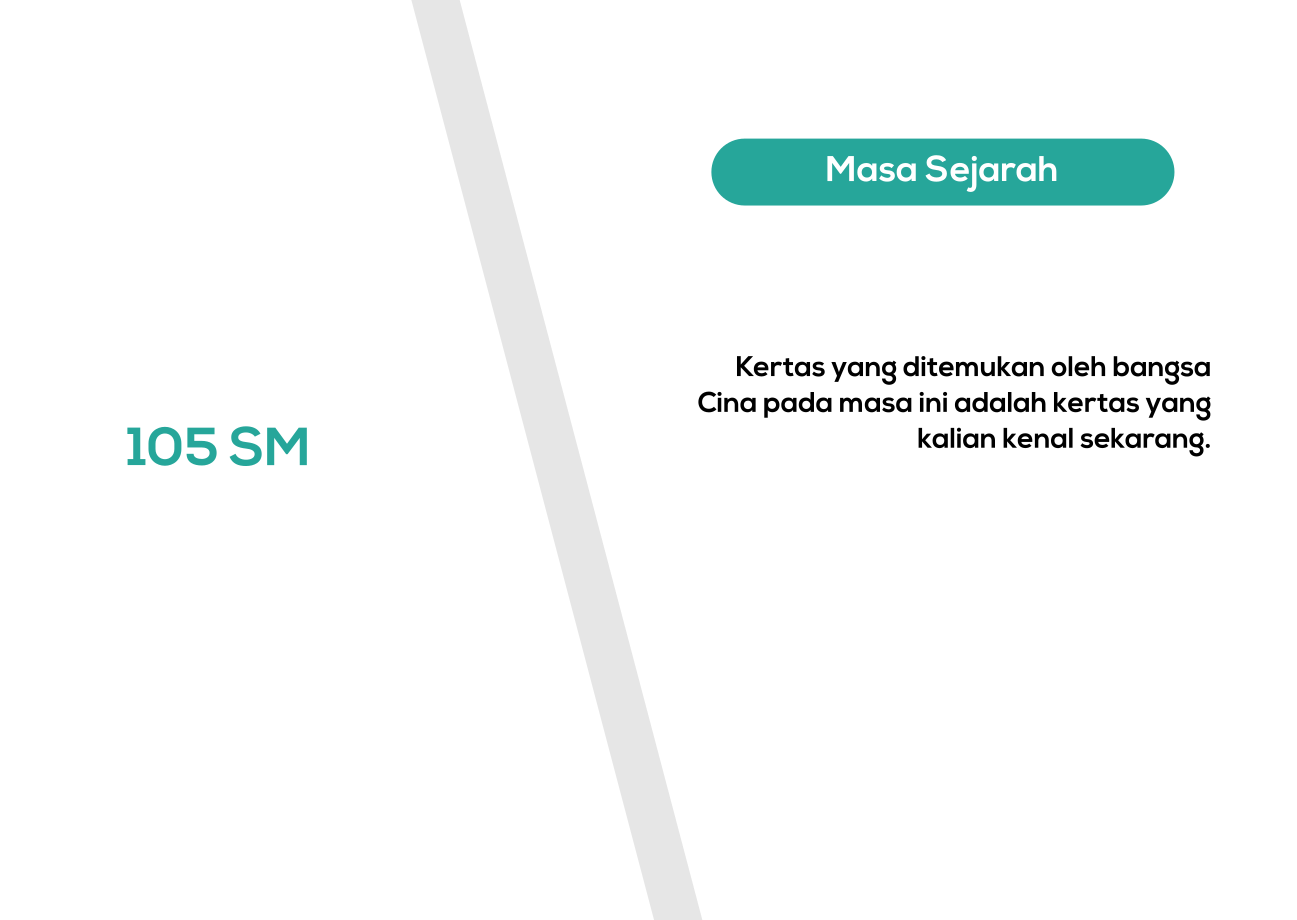 105 SM
Masa Sejarah
Kertas yang ditemukan oleh bangsa
Cina pada masa ini adalah kertas yang
kalian kenal sekarang.